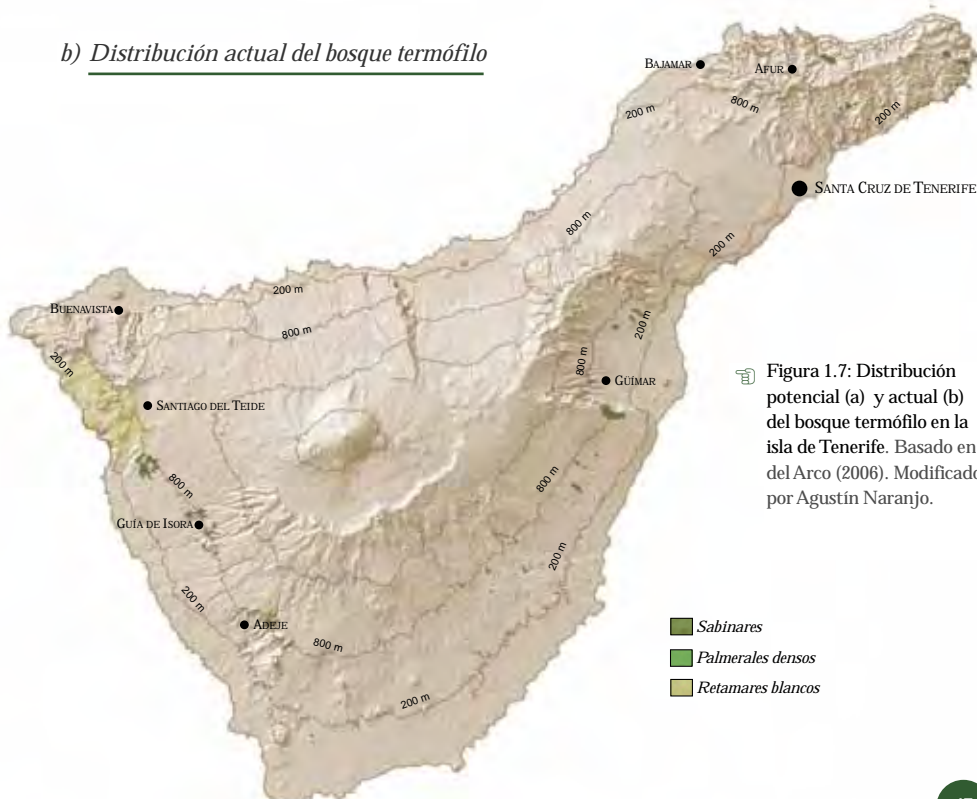 b) Distribución actual del bosque termófilo
BAJAMAR
AFUR
200 m
800 m
200 m
SANTA CRUZ DE TENERIFE
800 m
200 m
200 m
BUENAVISTA
800 m
200 m
800 m
200 m
GÜÍMAR
SANTIAGO DEL TEIDE
Figura 1.7: Distribución
potencial (a) y actual (b)
del bosque termófilo en la
isla de Tenerife. Basado en
del Arco (2006). Modificado
por Agustín Naranjo.
800 m
800 m
GUÍA DE ISORA
200 m
200 m
ADEJE
800 m
200 m
Sabinares
Palmerales densos
Retamares blancos